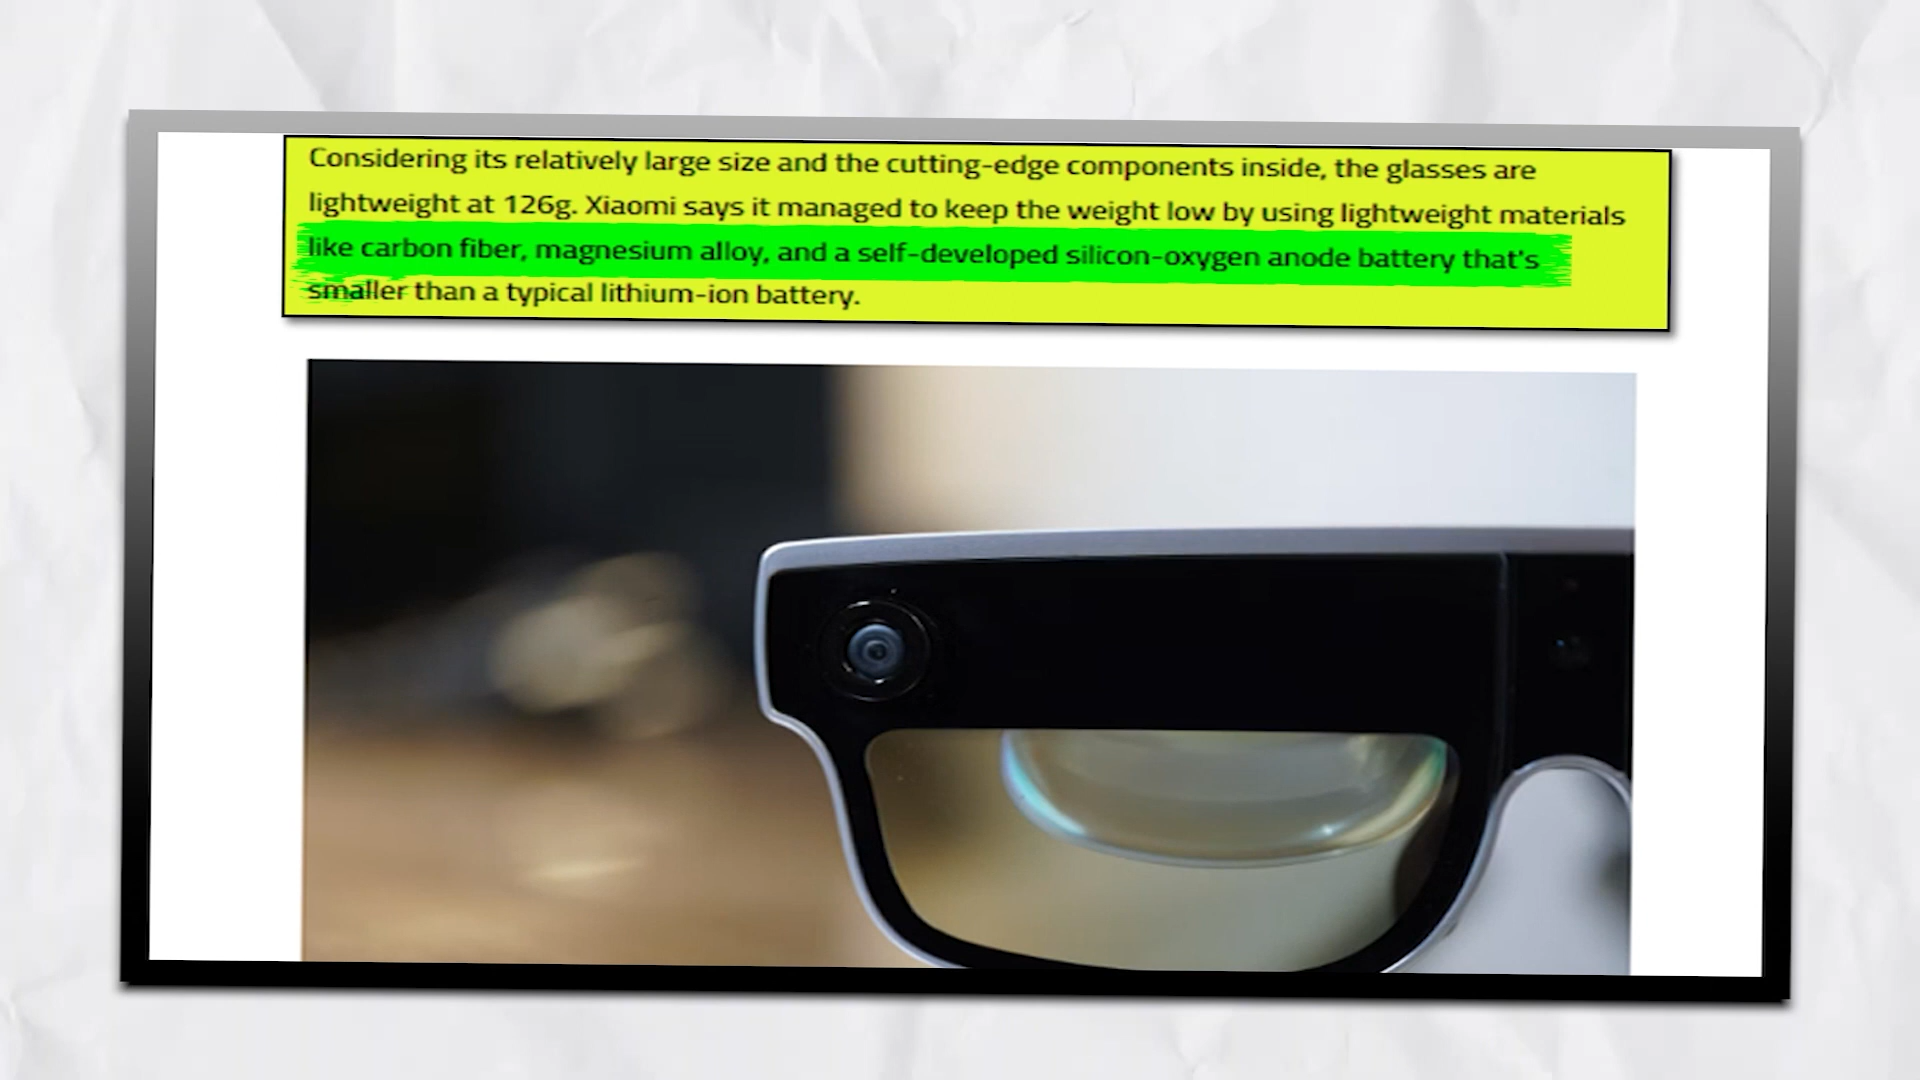 Considering its relatively large size and the cutting-edge components inside, the glasses are
lightweight at 126g. Xiaomi says it managed to keep the weight low by using lightweight materials
like carbon fiber, magnesium alloy, and a self-developed silicon-oxygen anode battery that's
smaller than a typical lithium-ion battery.